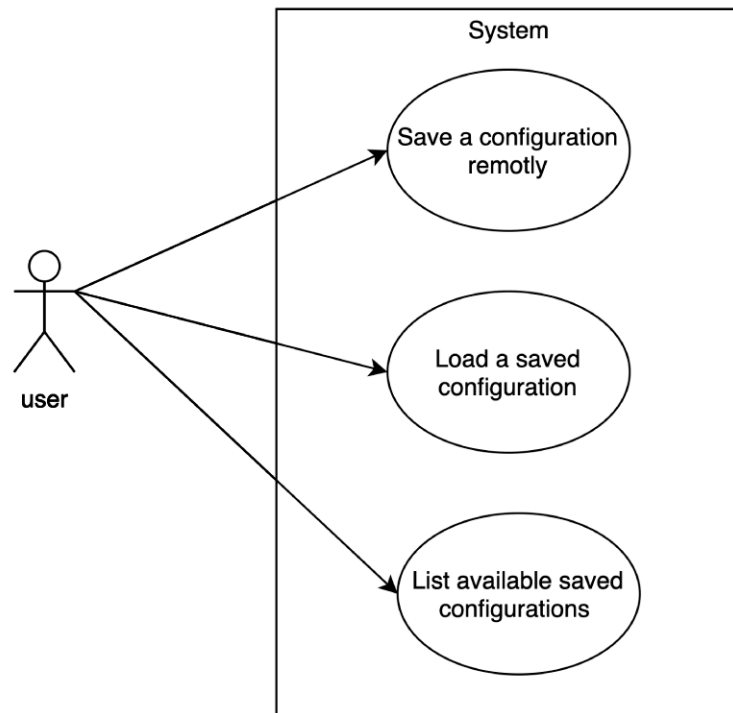 System
Save a configuration
remotly
Load a saved
configuration
user
List available saved
configurations